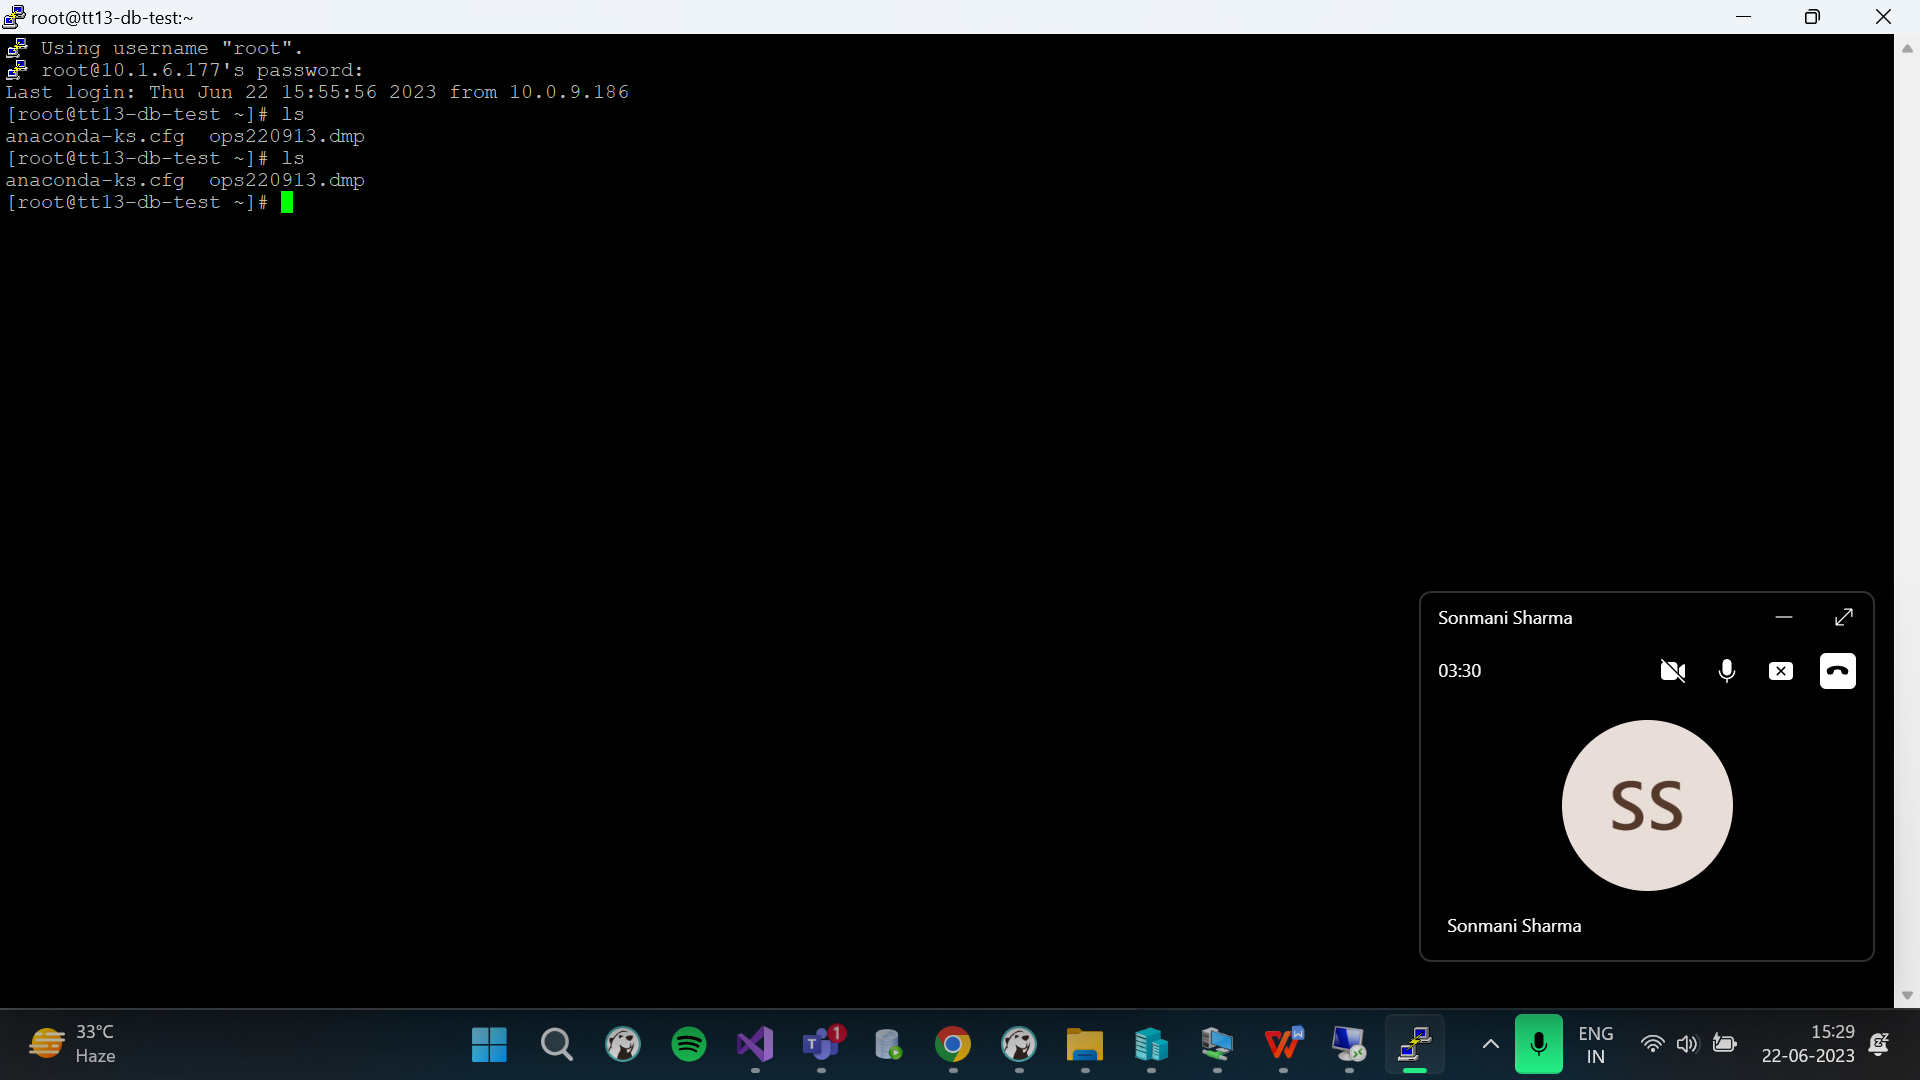 root@tt13-db-test:~
Using username "root".
root@10.1.6.177's password:
Last login: Thu Jun 22 15:55:56 2023 from 10.0.9.186
[root@tt13-db-test ~]# ls
anaconda-ks.cfg  ops220913.dmp
[root@tt13-db-test ~]# ls
anaconda-ks.cfg  ops220913.dmp
[root@tt13-db-test ~]#
Sonmani Sharma
03:30
SS
Sonmani Sharma
33°C
Haze
1
ENG
IN
15:29
22-06-2023